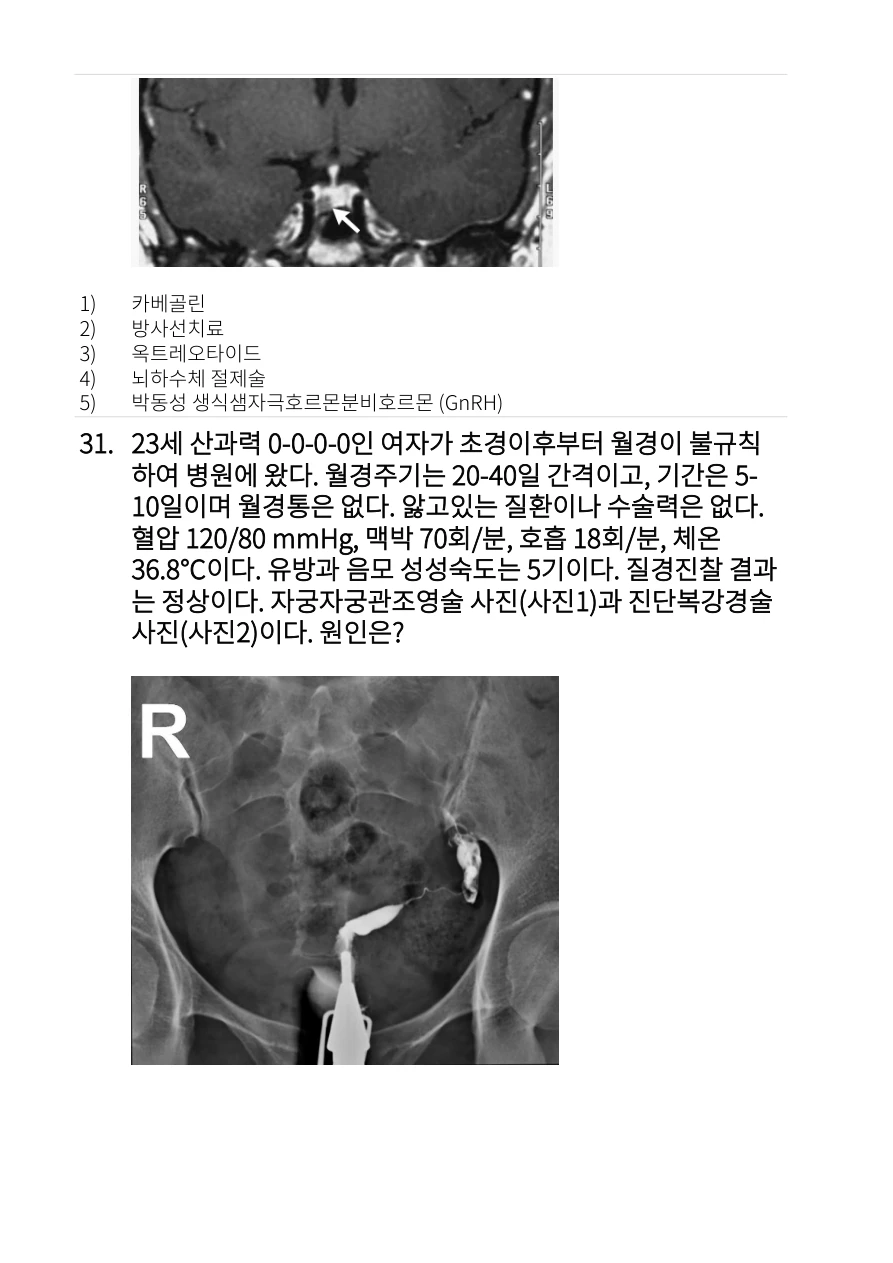 R
65
L
69
1) 카베골린
2) 방사선치료
3) 옥트레오타이드
4) 뇌하수체 절제술
5) 박동성 생식샘자극호르몬분비호르몬 (GnRH)
31. 23세 산과력 0-0-0-0인 여자가 초경이후부터 월경이 불규칙
하여 병원에 왔다. 월경주기는 20-40일 간격이고, 기간은 5-
10일이며 월경통은 없다. 앓고있는 질환이나 수술력은 없다.
혈압 120/80 mmHg, 맥박 70회/분, 호흡 18회/분, 체온
36.8℃이다. 유방과 음모 성성숙도는 5기이다. 질경진찰 결과
는 정상이다. 자궁자궁관조영술 사진(사진1)과 진단복강경술
사진(사진2)이다. 원인은?
R